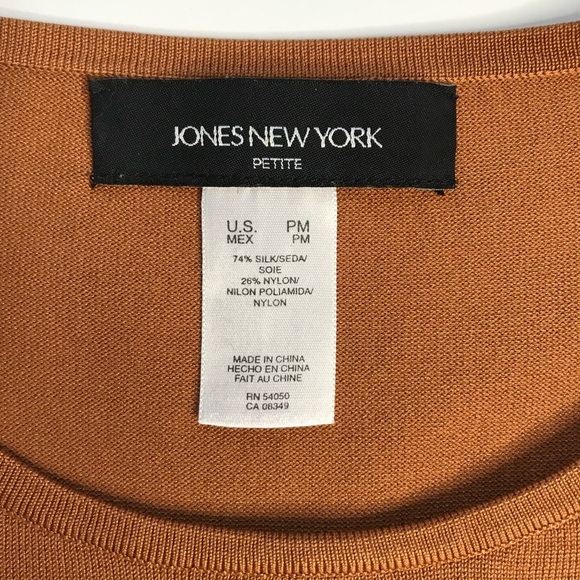 JONES NEW YORK
PETITE
U.S. PM
MEX PM
74% SILK/SEDA/
SOIE
26% NYLON/
NILON POLIAMIDA/
NYLON
MADE IN CHINA
HECHO EN CHINA
FAIT AU CHINE
RN 54050
CA 08349